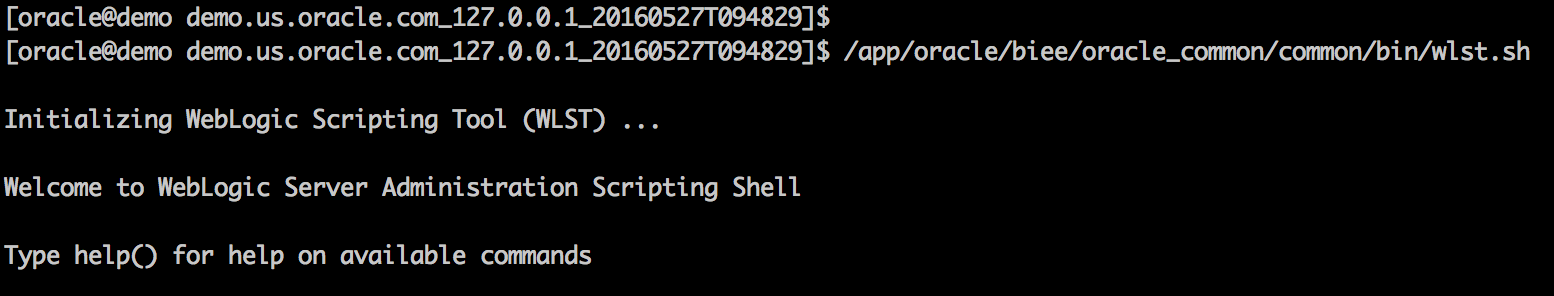 [oracle@demo demo.us.oracle.com_127.0.0.1_20160527T094829]$
[oracle@demo demo.us.oracle.com_127.0.0.1_20160527T094829]$ /app/oracle/biee/oracle_common/common/bin/wlst.sh
Initializing WebLogic Scripting Tool (WLST) ...
Welcome to WebLogic Server Administration Scripting Shell
Type help() for help on available commands